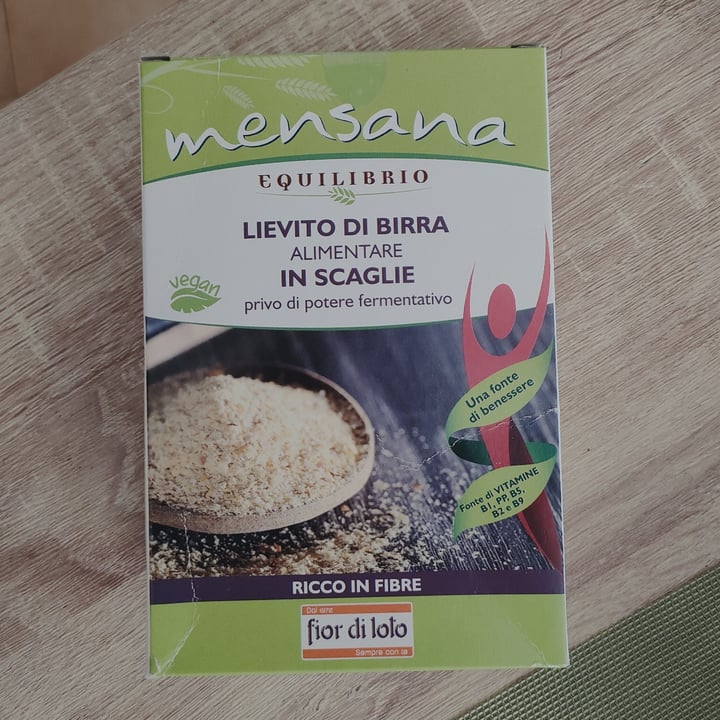 mensana
EQUILIBRIO
LIEVITO DI BIRRA
ALIMENTARE
IN SCAGLIE
privo di potere fermentativo
vegan
Una fonte
di benessere
Fonte di VITAMINE
B1, PP, B5,
B2 e B9
RICCO IN FIBRE
Dal 1972
fior di loto
Sempre con te